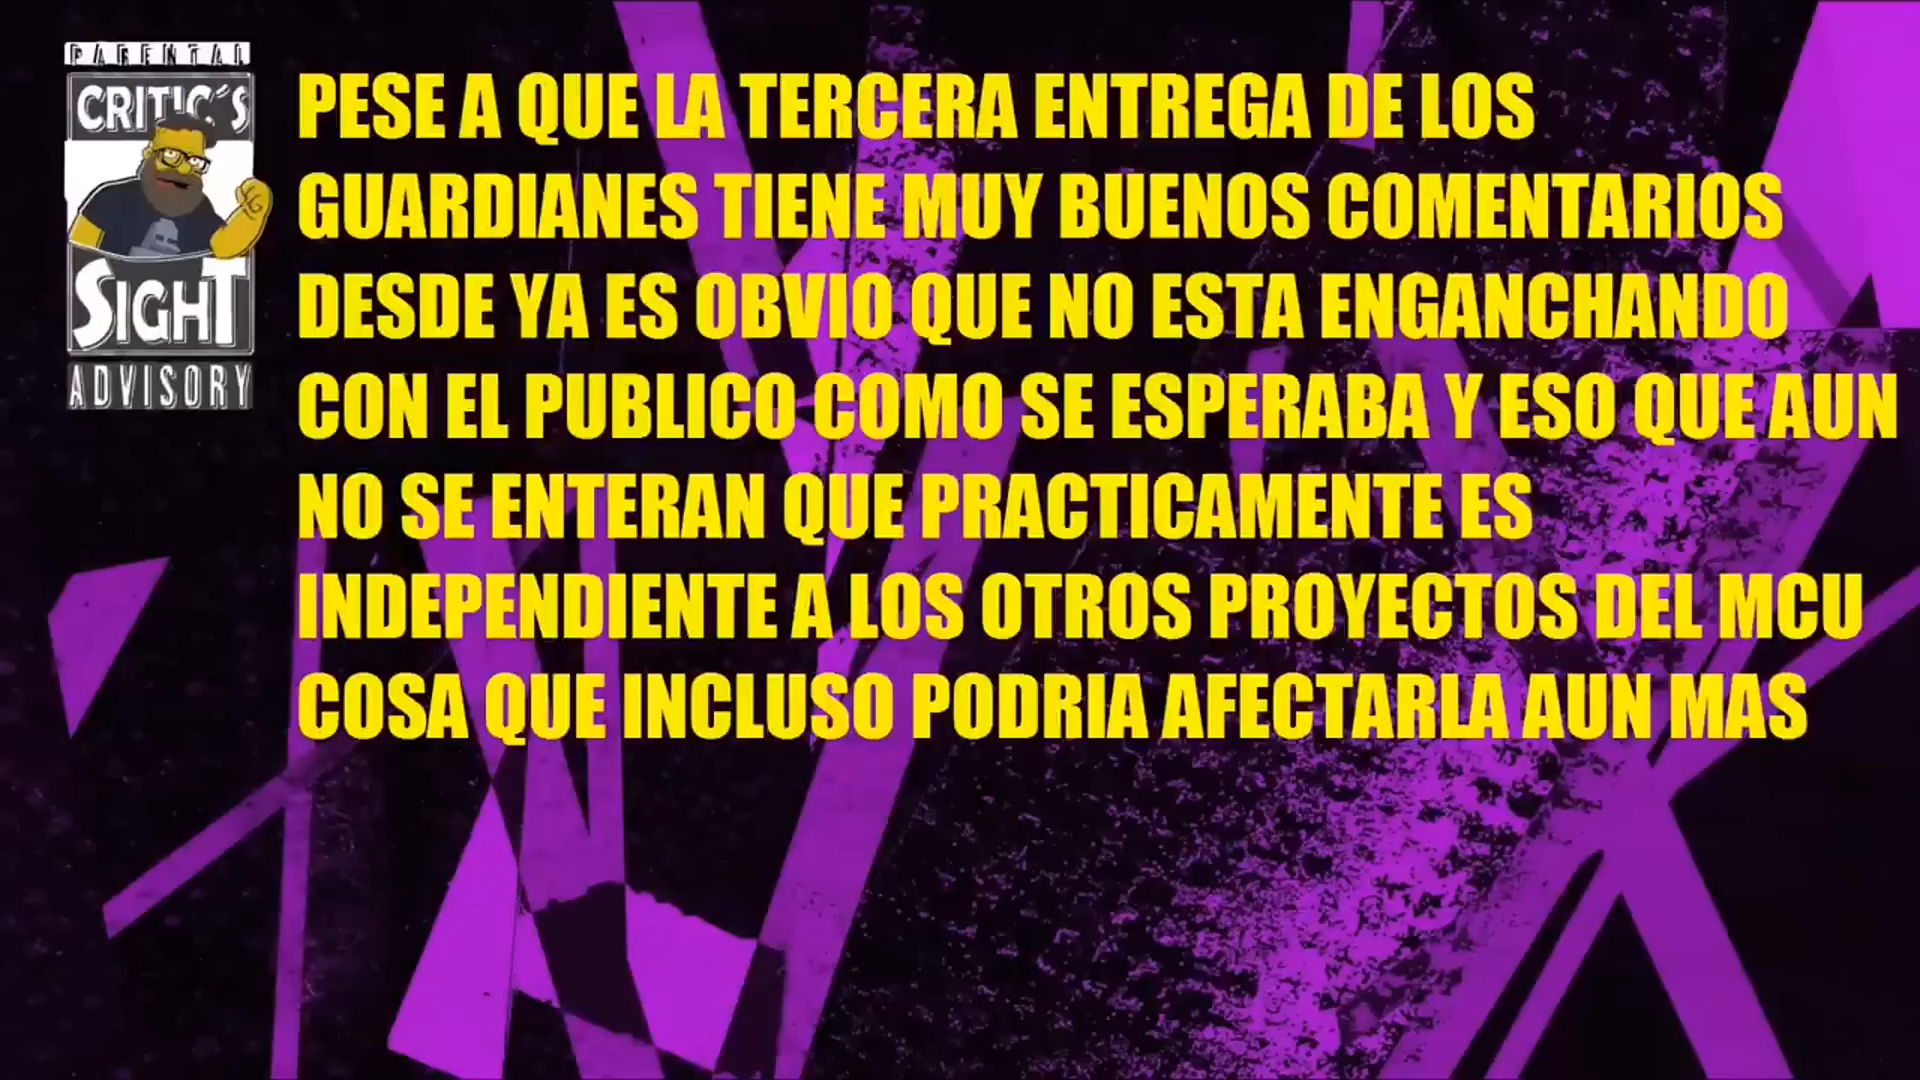 PARENTAL
CRITIC´S
SIGHT
ADVISORY
PESE A QUE LA TERCERA ENTREGA DE LOS
GUARDIANES TIENE MUY BUENOS COMENTARIOS
DESDE YA ES OBVIO QUE NO ESTA ENGANCHANDO
CON EL PUBLICO COMO SE ESPERABA Y ESO QUE AUN
NO SE ENTERAN QUE PRACTICAMENTE ES
INDEPENDIENTE A LOS OTROS PROYECTOS DEL MCU
COSA QUE INCLUSO PODRIA AFECTARLA AUN MAS